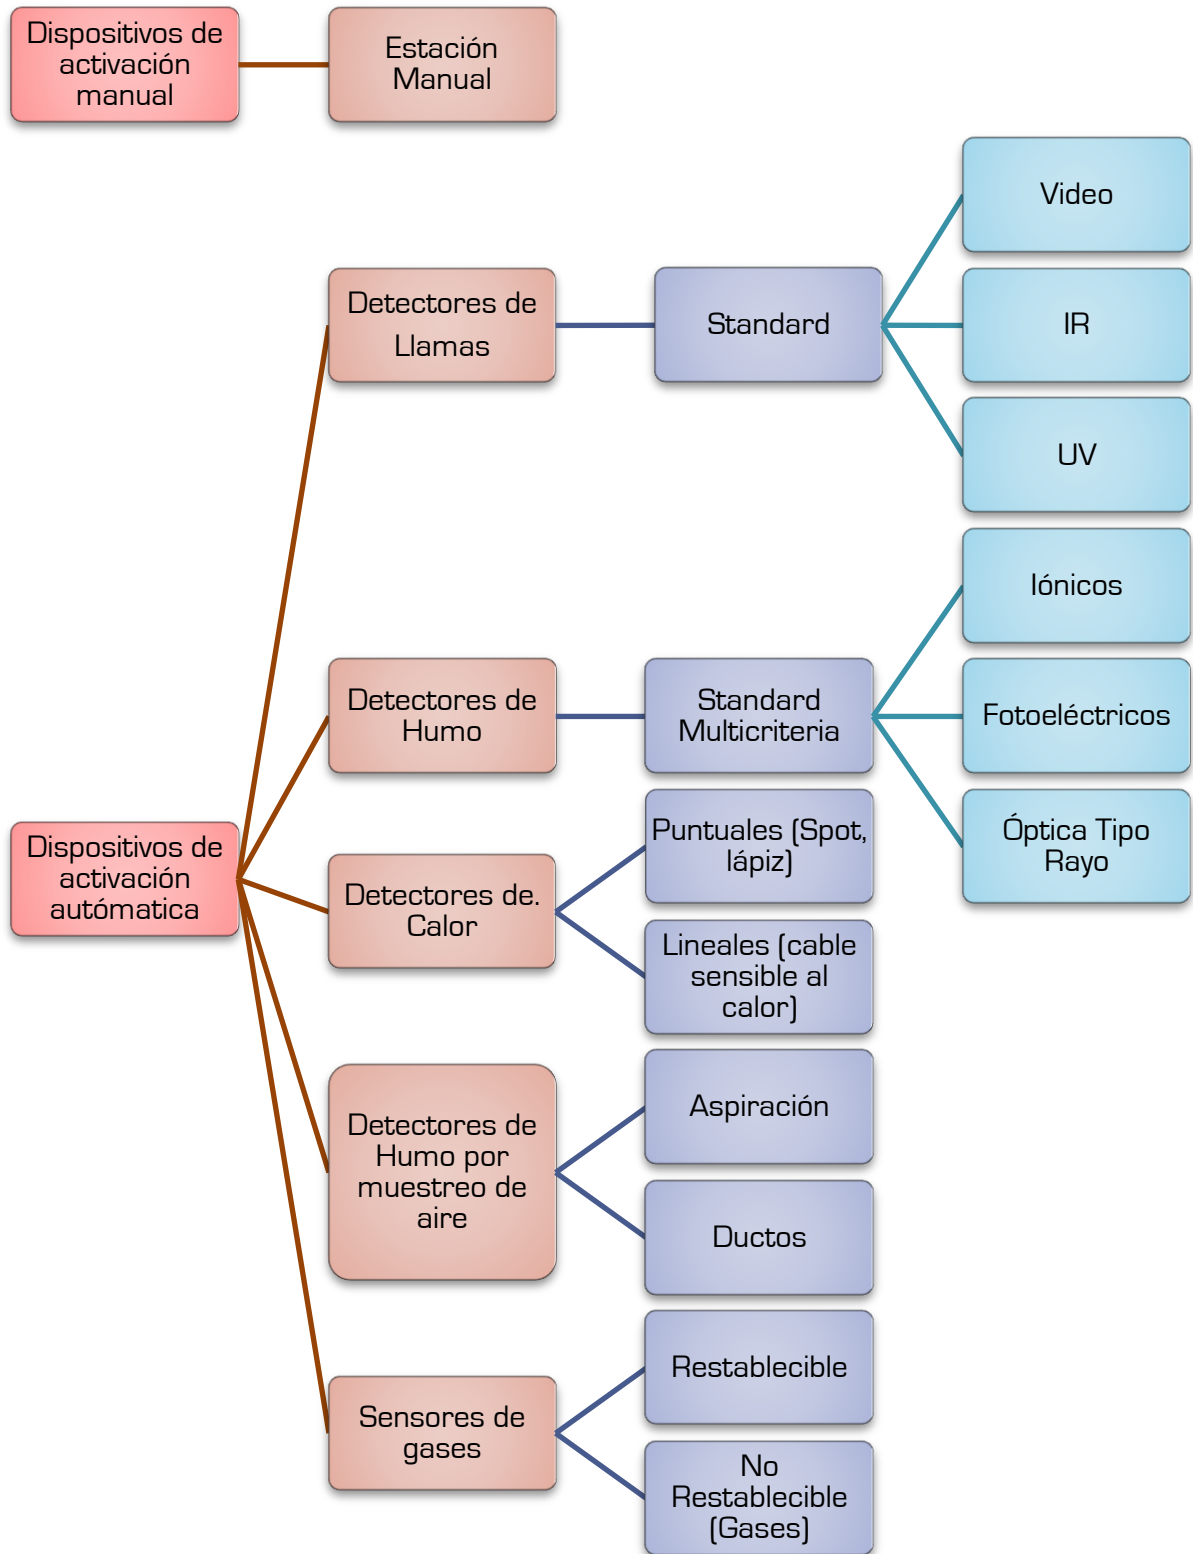 Dispositivos de
activación
manual
Estación
Manual
Dispositivos de
activación
autómatica
Detectores de
Llamas
Standard
Video
IR
UV
Detectores de
Humo
Standard
Multicriteria
Iónicos
Fotoeléctricos
Óptica Tipo
Rayo
Detectores de.
Calor
Puntuales (Spot,
lápiz)
Lineales (cable
sensible al
calor)
Detectores de
Humo por
muestreo de
aire
Aspiración
Ductos
Sensores de
gases
Restablecible
No
Restablecible
(Gases)